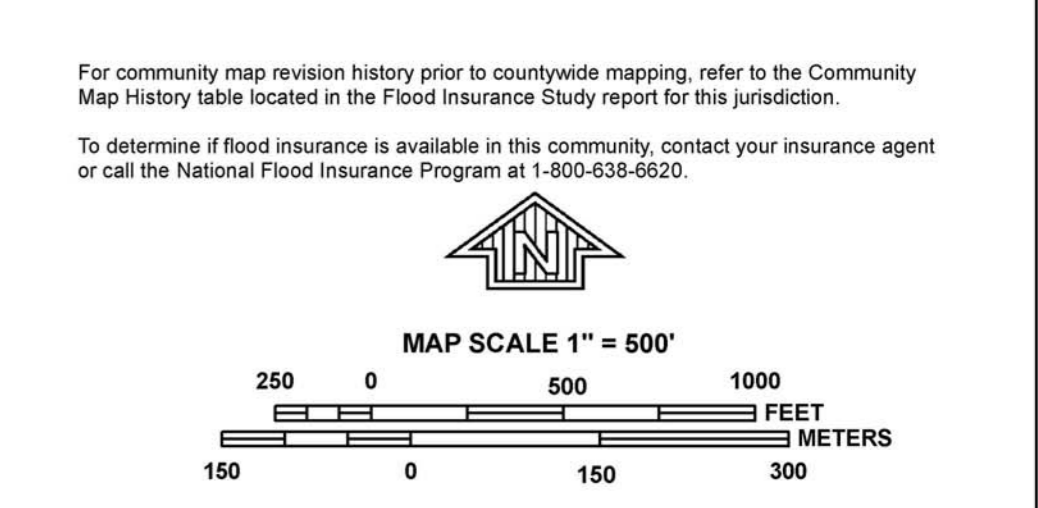 For community map revision history prior to countywide mapping, refer to the Community
Map History table located in the Flood Insurance Study report for this jurisdiction.
To determine if flood insurance is available in this community, contact your insurance agent
or call the National Flood Insurance Program at 1-800-638-6620.
N
MAP SCALE 1" = 500'
250 0 500 1000
FEET
METERS
150 0 150 300